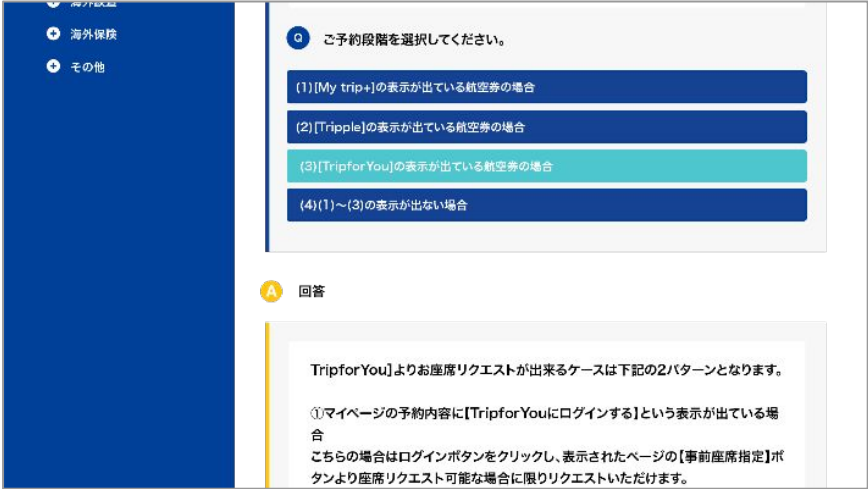 海外保険
その他
Q ご予約段階を選択してください。
(1)[My trip+]の表示が出ている航空券の場合
(2)[Tripple]の表示が出ている航空券の場合
(3)[TripforYou]の表示が出ている航空券の場合
(4)(1)～(3)の表示が出ない場合
A 回答
TripforYou]よりお座席リクエストが出来るケースは下記の2パターンとなります。
①マイページの予約内容に【TripforYouにログインする】という表示が出ている場
合
こちらの場合はログインボタンをクリックし、表示されたページの【事前座席指定】ボ
タンより座席リクエスト可能な場合に限りリクエストいただけます。